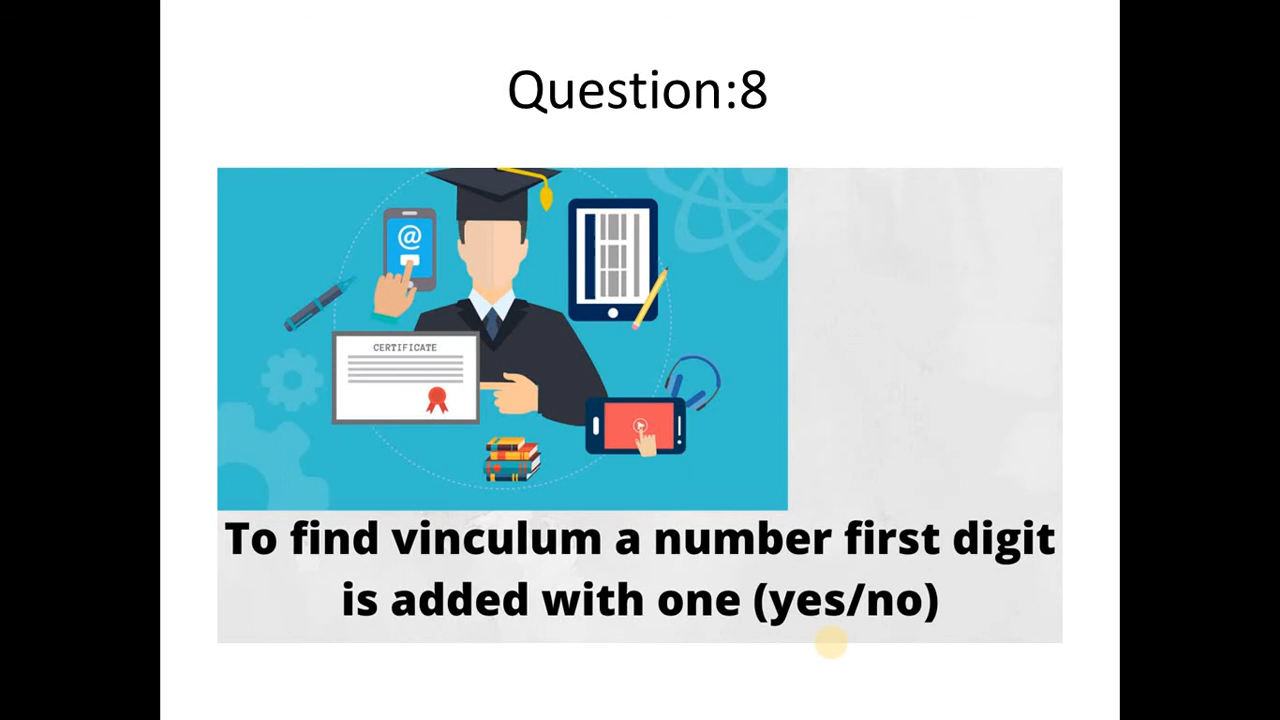 Question:8
@
CERTIFICATE
To find vinculum a number first digit
is added with one (yes/no)